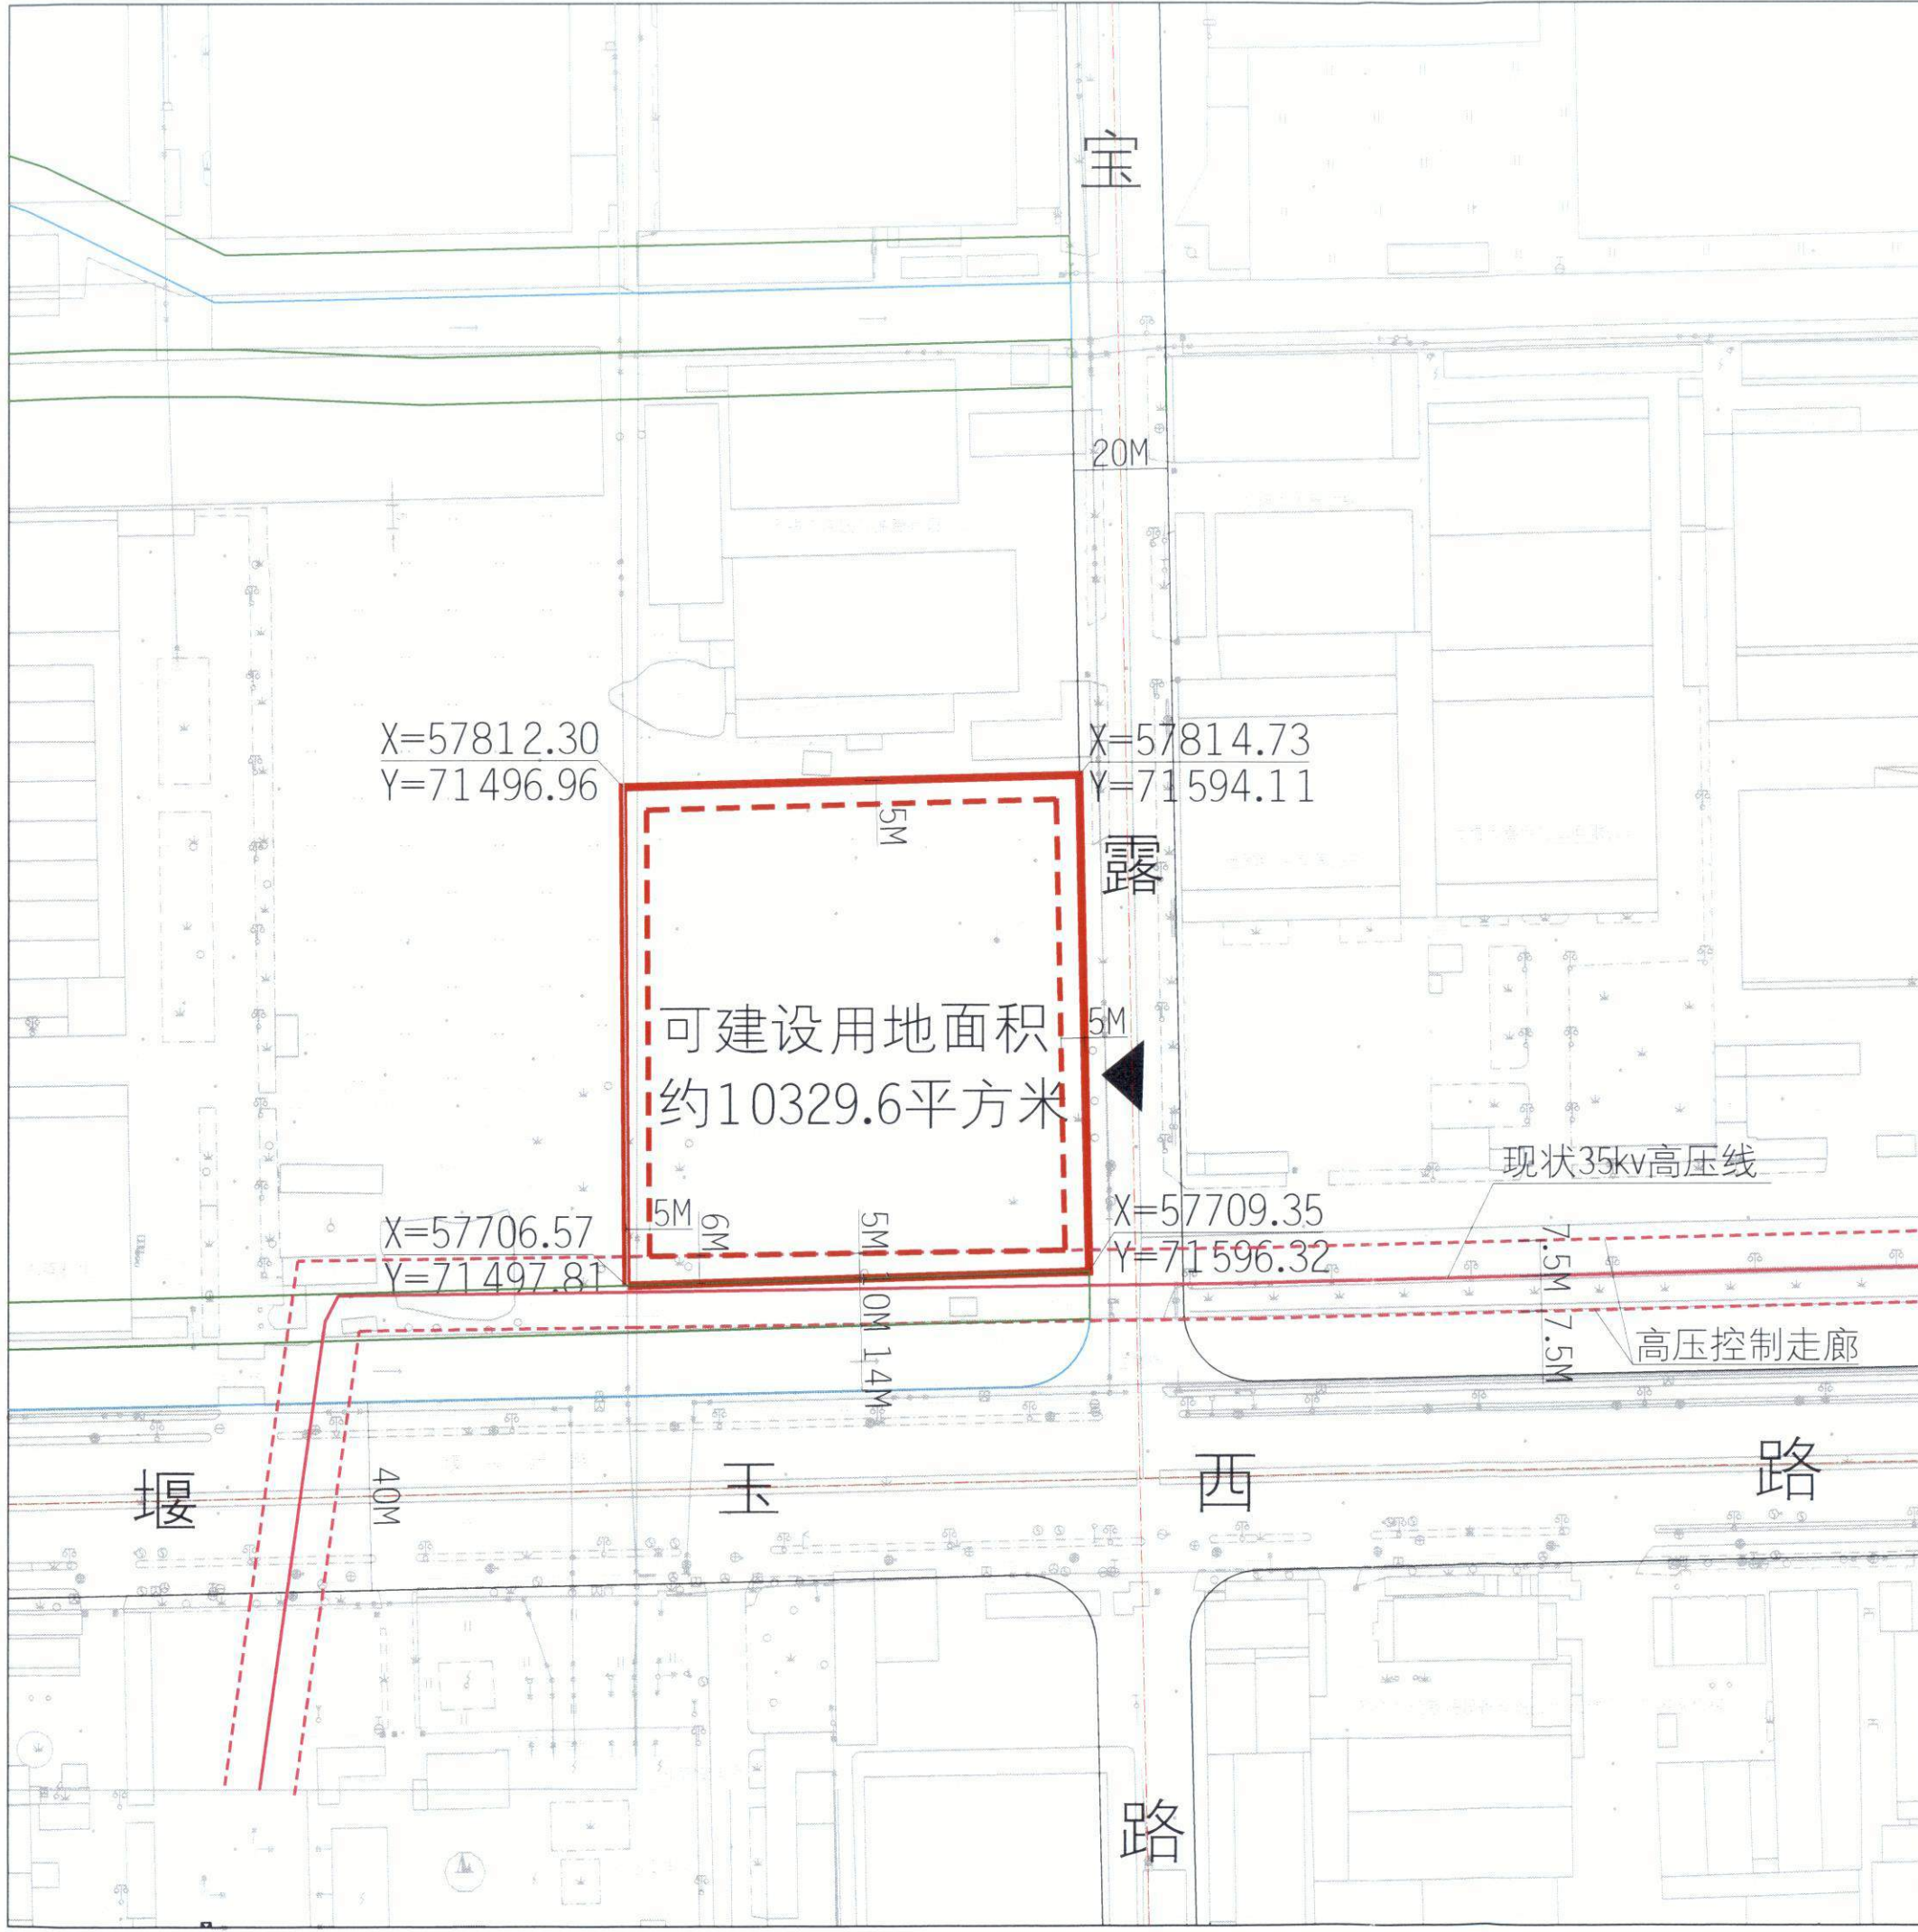 宝
20M
X=57812.30
Y=71496.96
X=57814.73
Y=71594.11
5M
露
可建设用地面积
约10329.6平方米
5M
现状35kv高压线
X=57706.57
Y=71497.81
5M
6M
5M
10M
14M
X=57709.35
Y=71596.32
7.5M
7.5M
高压控制走廊
堰
玉
西
路
40M
路